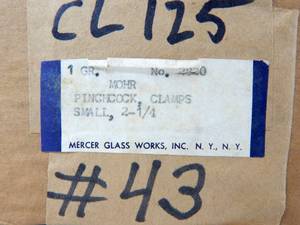 CL 125
1 GR. No.
MOHR
PINCHCOCK, CLAMPS
SMALL, 2-1/4
MERCER GLASS WORKS, INC. N. Y., N. Y.
#43